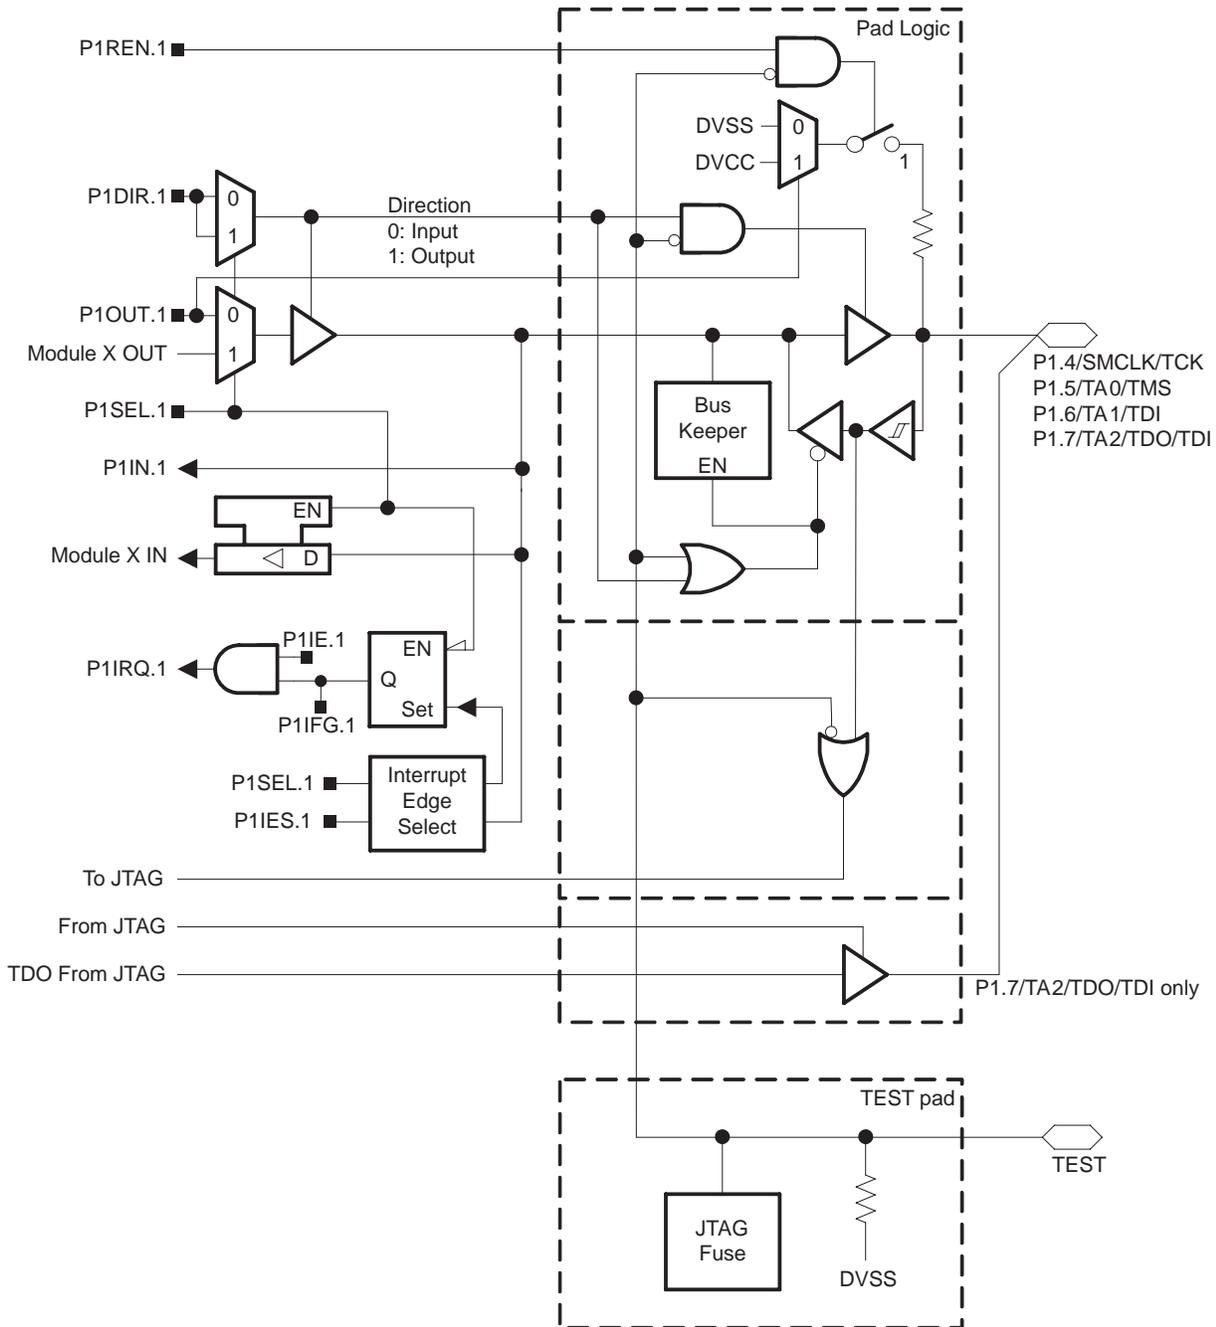 Pad Logic
P1REN.1
DVSS
0
DVCC
1
1
P1DIR.1
0
1
Direction
0: Input
1: Output
P1OUT.1
0
Module X OUT
1
P1.4/SMCLK/TCK
P1.5/TA0/TMS
P1.6/TA1/TDI
P1.7/TA2/TDO/TDI
P1SEL.1
Bus
Keeper
EN
P1IN.1
EN
Module X IN
D
P1IE.1
P1IRQ.1
EN
Q
Set
P1IFG.1
P1SEL.1
P1IES.1
Interrupt
Edge
Select
To JTAG
From JTAG
TDO From JTAG
P1.7/TA2/TDO/TDI only
TEST pad
TEST
JTAG
Fuse
DVSS